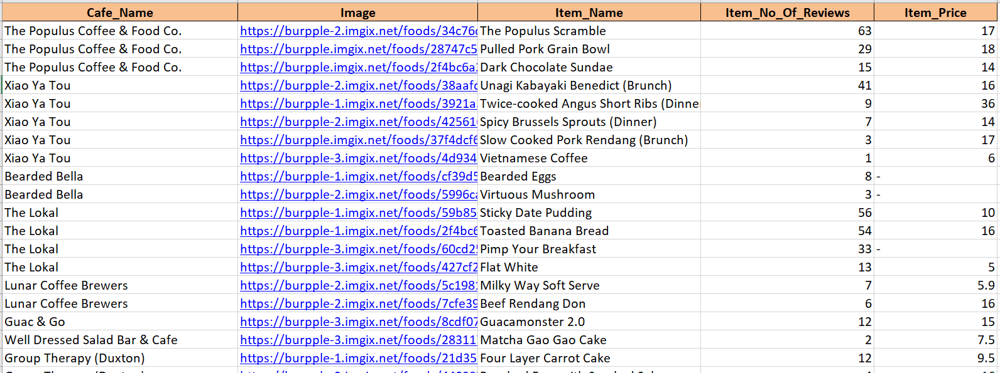 Cafe_Name Image Item_Name Item_No_Of_Reviews Item_Price
The Populus Coffee & Food Co. https://burpple-2.imgix.net/foods/34c76 The Populus Scramble 63 17
The Populus Coffee & Food Co. https://burpple.imgix.net/foods/28747c5 Pulled Pork Grain Bowl 29 18
The Populus Coffee & Food Co. https://burpple.imgix.net/foods/2f4bc6a Dark Chocolate Sundae 15 14
Xiao Ya Tou https://burpple-2.imgix.net/foods/38aaf Unagi Kabayaki Benedict (Brunch) 41 16
Xiao Ya Tou https://burpple-1.imgix.net/foods/3921a Twice-cooked Angus Short Ribs (Dinner 9 36
Xiao Ya Tou https://burpple-2.imgix.net/foods/42561 Spicy Brussels Sprouts (Dinner) 7 14
Xiao Ya Tou https://burpple.imgix.net/foods/37f4dcf6 Slow Cooked Pork Rendang (Brunch) 3 17
Xiao Ya Tou https://burpple-3.imgix.net/foods/4d934 Vietnamese Coffee 1 6
Bearded Bella https://burpple-1.imgix.net/foods/cf39d5 Bearded Eggs 8 -
Bearded Bella https://burpple-2.imgix.net/foods/5996c Virtuous Mushroom 3 -
The Lokal https://burpple-1.imgix.net/foods/59b85 Sticky Date Pudding 56 10
The Lokal https://burpple-1.imgix.net/foods/2f4bc6 Toasted Banana Bread 54 16
The Lokal https://burpple-3.imgix.net/foods/60cd2 Pimp Your Breakfast 33 -
The Lokal https://burpple-3.imgix.net/foods/427cf2 Flat White 13 5
Lunar Coffee Brewers https://burpple-2.imgix.net/foods/5c198 Milky Way Soft Serve 7 5.9
Lunar Coffee Brewers https://burpple-2.imgix.net/foods/7cfe39 Beef Rendang Don 6 16
Guac & Go https://burpple-3.imgix.net/foods/8cdf07 Guacamonster 2.0 12 15
Well Dressed Salad Bar & Cafe https://burpple-3.imgix.net/foods/28311 Matcha Gao Gao Cake 2 7.5
Group Therapy (Duxton) https://burpple-1.imgix.net/foods/21d35 Four Layer Carrot Cake 12 9.5